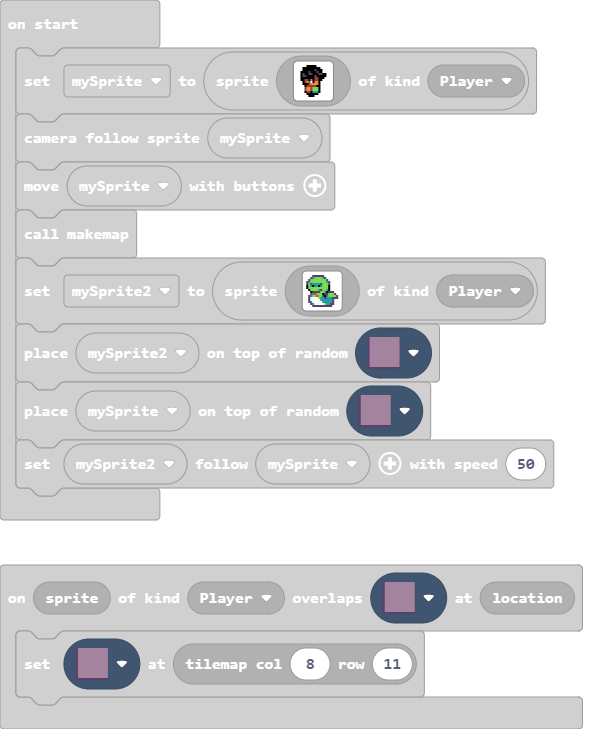 on start
set mySprite to sprite of kind Player
camera follow sprite mySprite
move mySprite with buttons
call makemap
set mySprite2 to sprite of kind Player
place mySprite2 on top of random
place mySprite on top of random
set mySprite2 follow mySprite with speed 50
on sprite of kind Player overlaps at location
set at tilemap col 8 row 11